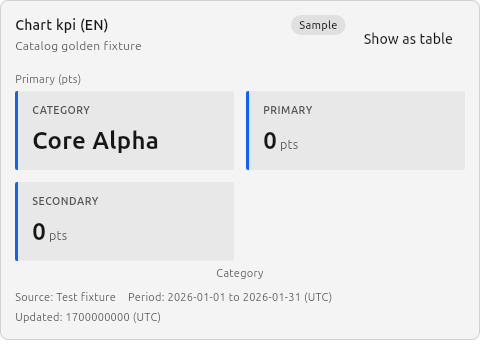 Chart kpi (EN)
Sample
Show as table
Catalog golden fixture
Primary (pts)
CATEGORY
Core Alpha
PRIMARY
0 pts
SECONDARY
0 pts
Category
Source: Test fixture Period: 2026-01-01 to 2026-01-31 (UTC)
Updated: 1700000000 (UTC)